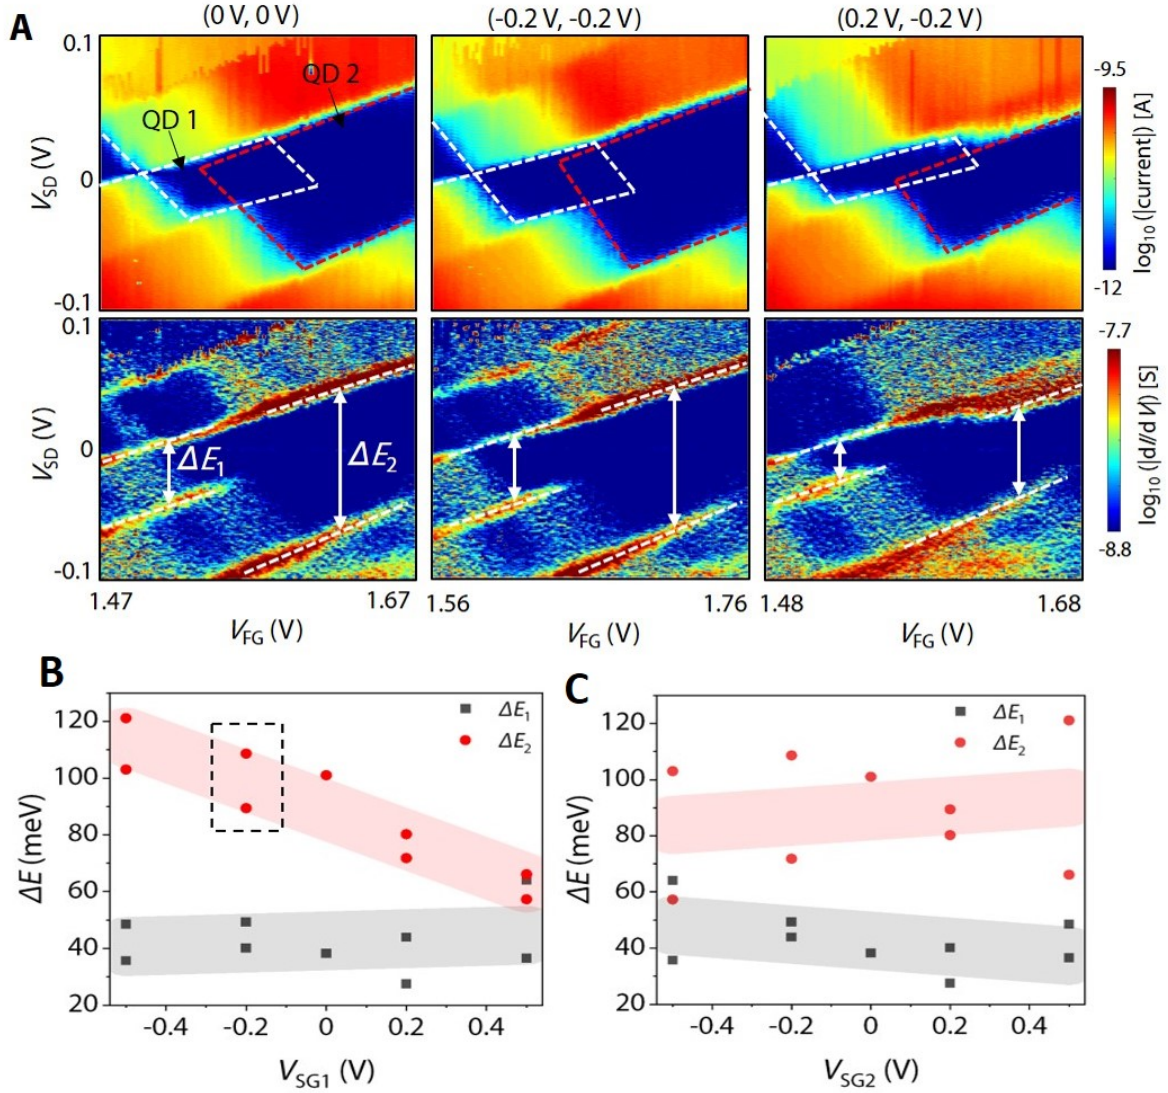 A
(0 V, 0 V)
(-0.2 V, -0.2 V)
(0.2 V, -0.2 V)
0.1
V_SD (V)
0
-0.1
QD 1
QD 2
-9.5
log₁₀ (|current|) [A]
-12
0.1
V_SD (V)
0
-0.1
ΔE₁
ΔE₂
-7.7
log₁₀ (|dI/dV|) [S]
-8.8
1.47
1.67
1.56
1.76
1.48
1.68
V_FG (V)
V_FG (V)
V_FG (V)
B
ΔE₁
ΔE₂
120
100
80
60
40
20
ΔE (meV)
-0.4
-0.2
0
0.2
0.4
V_SG1 (V)
C
ΔE₁
ΔE₂
120
100
80
60
40
20
ΔE (meV)
-0.4
-0.2
0
0.2
0.4
V_SG2 (V)